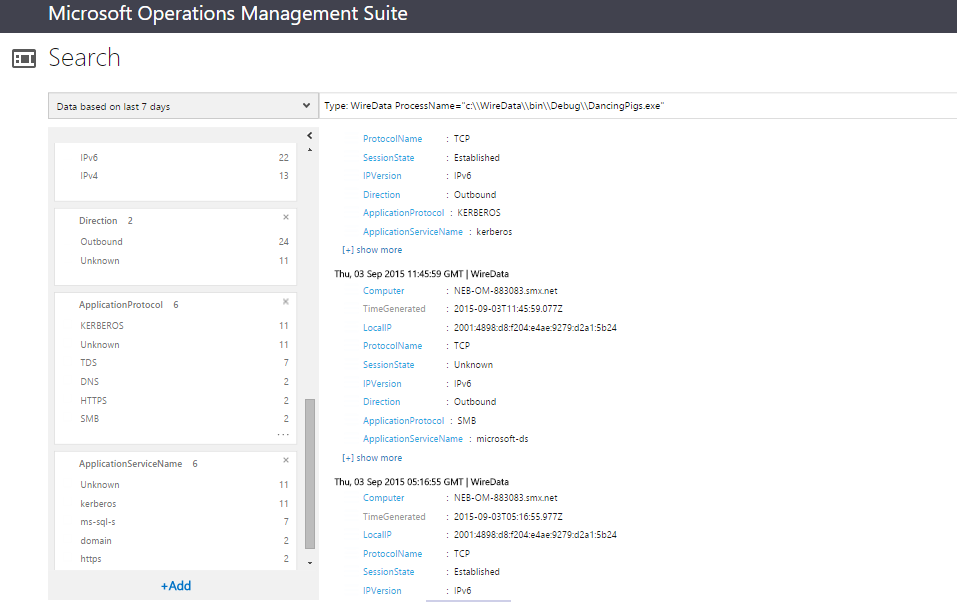 Microsoft Operations Management Suite
Search
Data based on last 7 days
Type: WireData ProcessName="c:\\WireData\\bin\\Debug\\DancingPigs.exe"
IPv6 22
IPv4 13
Direction 2 ×
Outbound 24
Unknown 11
ApplicationProtocol 6 ×
KERBEROS 11
Unknown 11
TDS 7
DNS 2
HTTPS 2
SMB 2
...
ApplicationServiceName 6 ×
Unknown 11
kerberos 11
ms-sql-s 7
domain 2
https 2
+Add
ProtocolName : TCP
SessionState : Established
IPVersion : IPv6
Direction : Outbound
ApplicationProtocol : KERBEROS
ApplicationServiceName : kerberos
[+] show more
Thu, 03 Sep 2015 11:45:59 GMT | WireData
Computer : NEB-OM-883083.smx.net
TimeGenerated : 2015-09-03T11:45:59.077Z
LocalIP : 2001:4898:d8:f204:e4ae:9279:d2a1:5b24
ProtocolName : TCP
SessionState : Unknown
IPVersion : IPv6
Direction : Outbound
ApplicationProtocol : SMB
ApplicationServiceName : microsoft-ds
[+] show more
Thu, 03 Sep 2015 05:16:55 GMT | WireData
Computer : NEB-OM-883083.smx.net
TimeGenerated : 2015-09-03T05:16:55.977Z
LocalIP : 2001:4898:d8:f204:e4ae:9279:d2a1:5b24
ProtocolName : TCP
SessionState : Established
IPVersion : IPv6